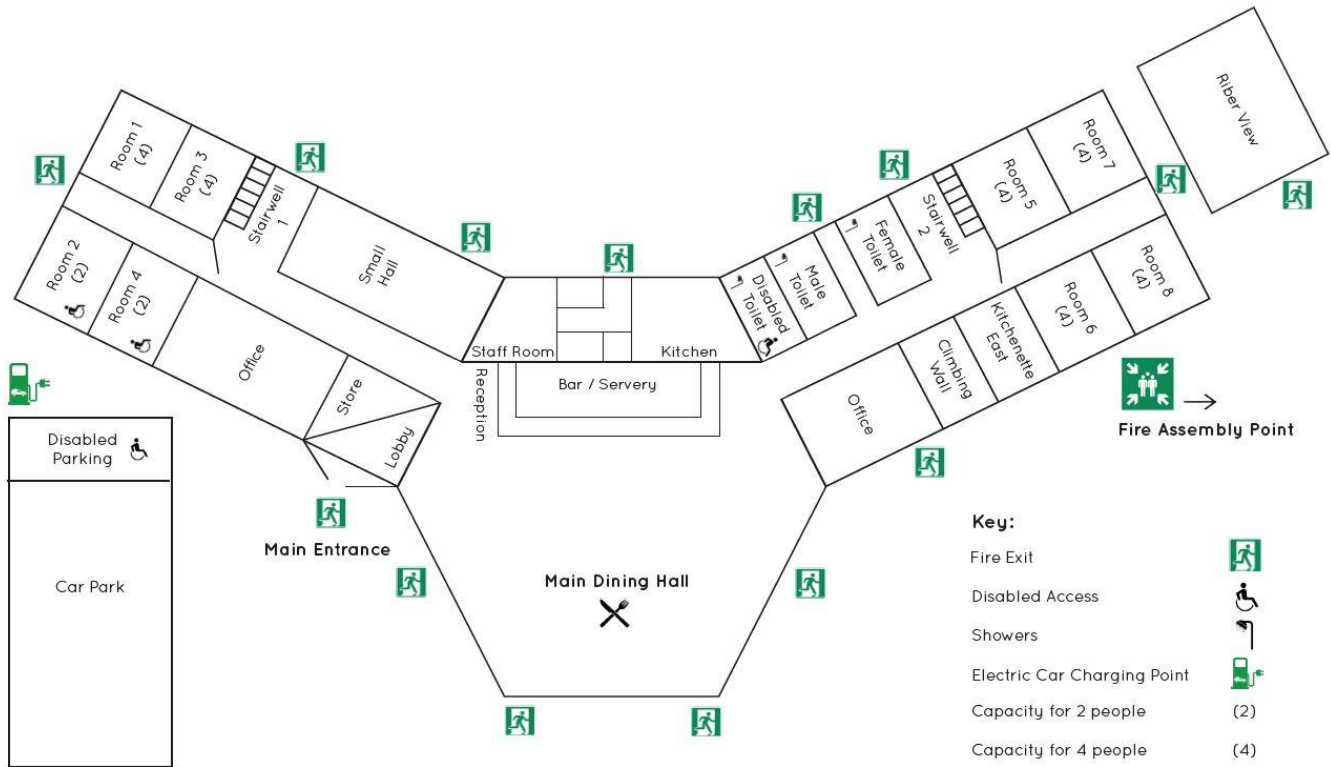 Room 1
(4)
Room 3
(4)
Stairwell
1
Small
Hall
Room 2
(2)
Room 4
(2)
Office
Store
Lobby
Staff Room
Kitchen
Reception
Bar / Servery
Disabled
Toilet
Male
Toilet
Female
Toilet
Stairwell
2
Room 5
(4)
Room 7
(4)
Riber View
Office
Climbing
Wall
Kitchenette
East
Room 6
(4)
Room 8
(4)
Disabled
Parking
Car Park
Main Entrance
Main Dining Hall
Fire Assembly Point
Key:
Fire Exit
Disabled Access
Showers
Electric Car Charging Point
Capacity for 2 people (2)
Capacity for 4 people (4)